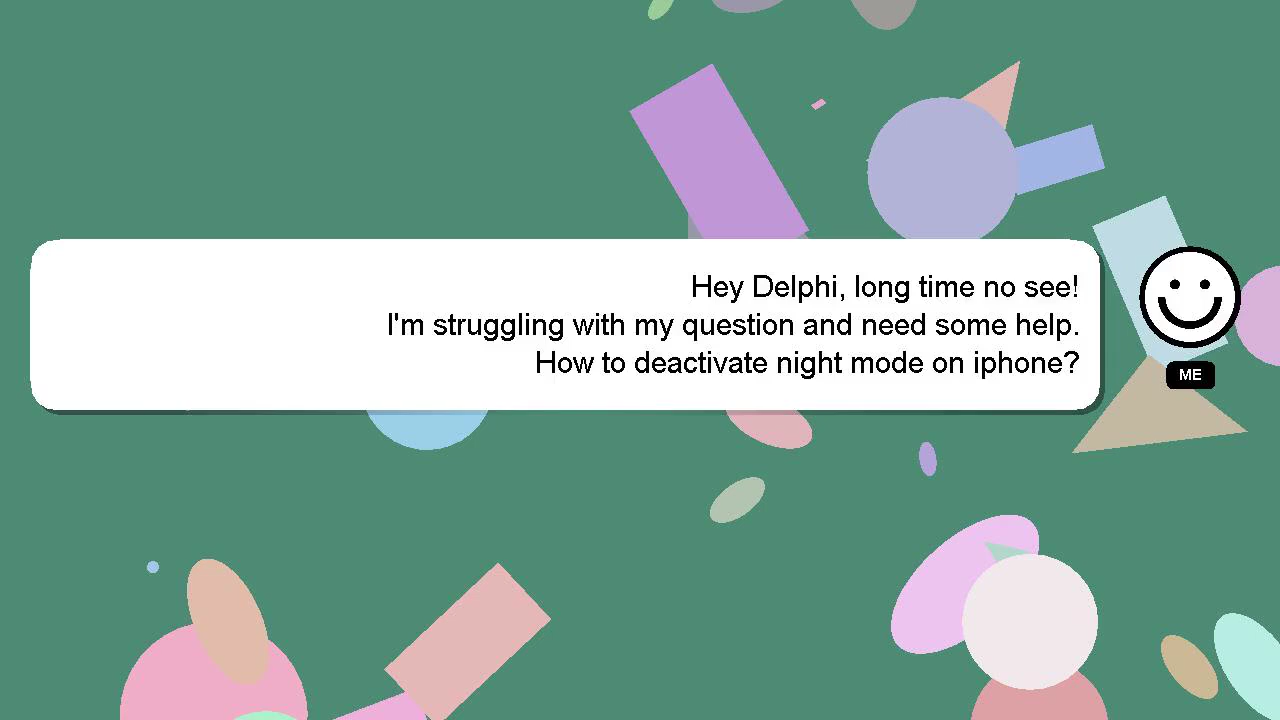 Hey Delphi, long time no see!
I'm struggling with my question and need some help.
How to deactivate night mode on iphone?
ME